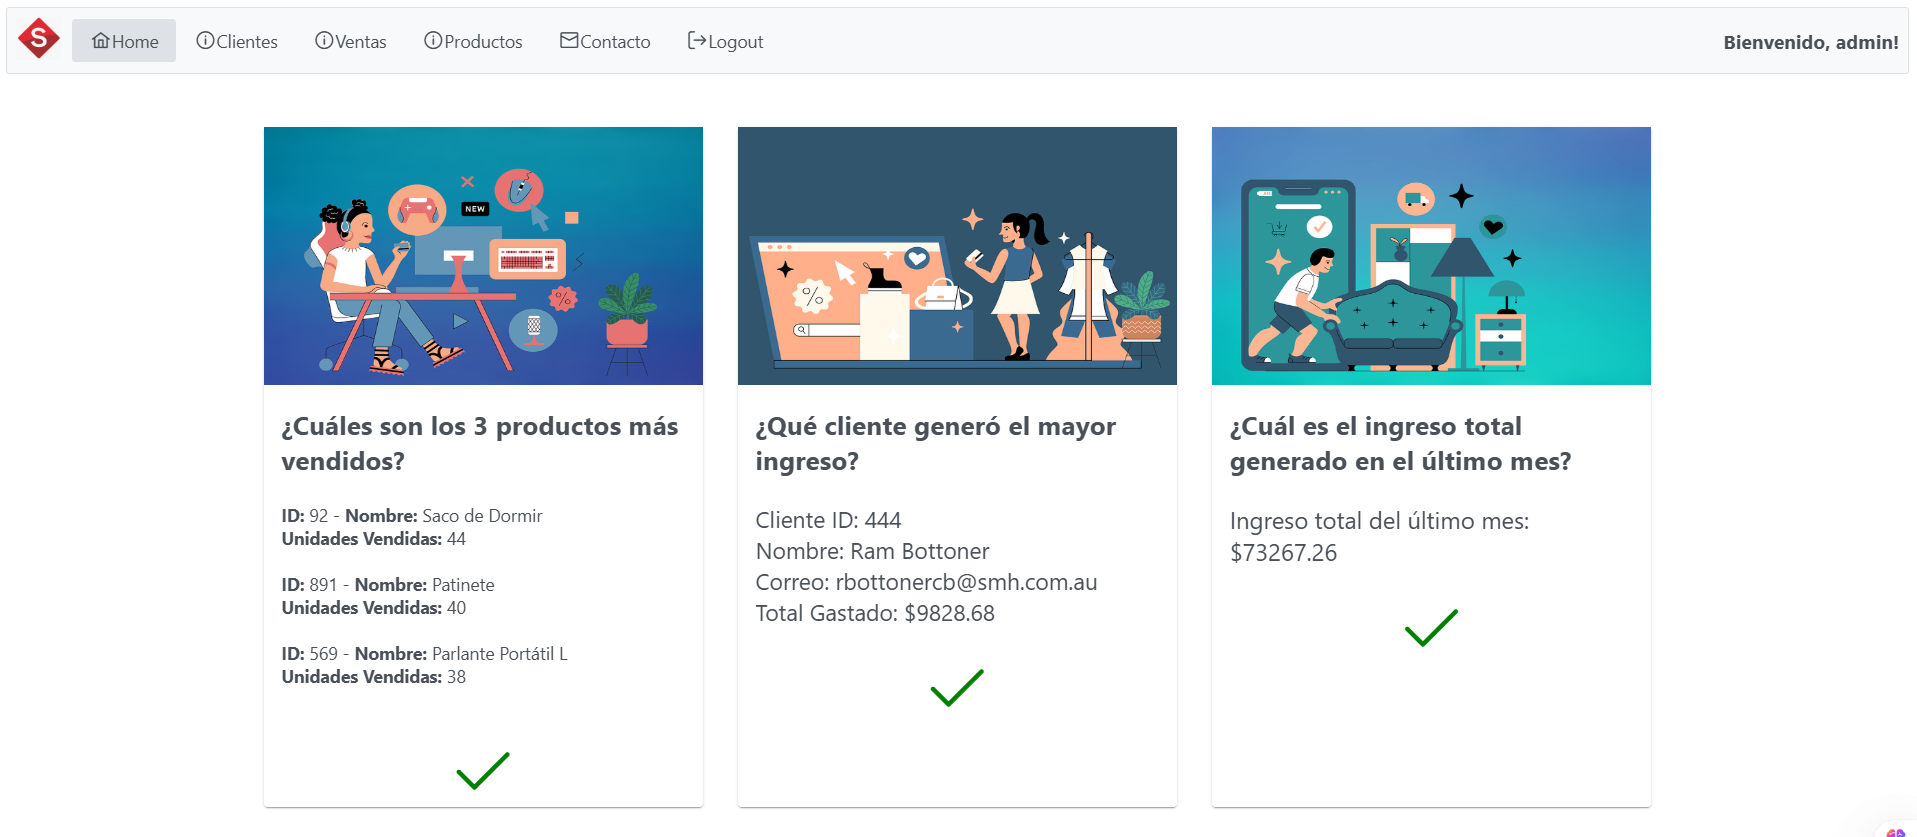 S
Home
Clientes
Ventas
Productos
Contacto
Logout
Bienvenido, admin!
NEW
%
%
¿Cuáles son los 3 productos más
vendidos?
ID: 92 - Nombre: Saco de Dormir
Unidades Vendidas: 44
ID: 891 - Nombre: Patinete
Unidades Vendidas: 40
ID: 569 - Nombre: Parlante Portátil L
Unidades Vendidas: 38
¿Qué cliente generó el mayor
ingreso?
Cliente ID: 444
Nombre: Ram Bottoner
Correo: rbottonercb@smh.com.au
Total Gastado: $9828.68
¿Cuál es el ingreso total
generado en el último mes?
Ingreso total del último mes:
$73267.26